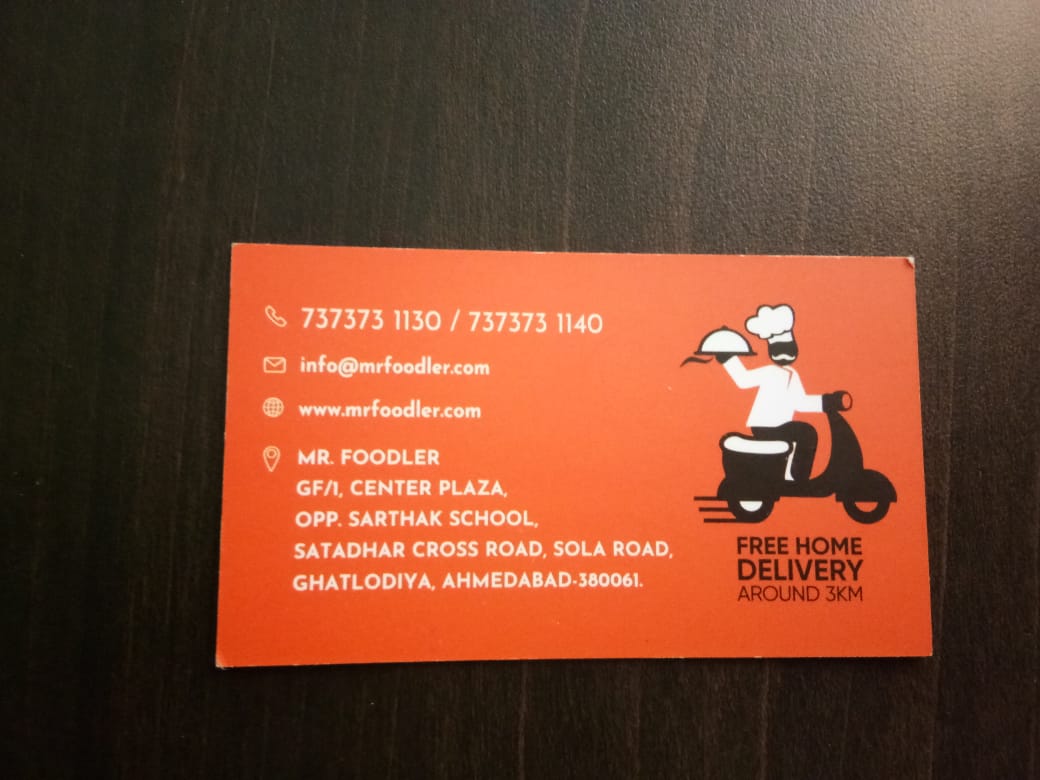 737373 1130 / 737373 1140
info@mrfoodler.com
www.mrfoodler.com
MR. FOODLER
GF/1, CENTER PLAZA,
OPP. SARTHAK SCHOOL,
SATADHAR CROSS ROAD, SOLA ROAD,
GHATLODIYA, AHMEDABAD-380061.
FREE HOME
DELIVERY
AROUND 3KM